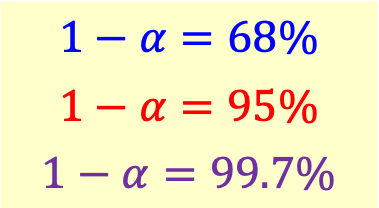 1 − α = 68%
1 − α = 95%
1 − α = 99.7%